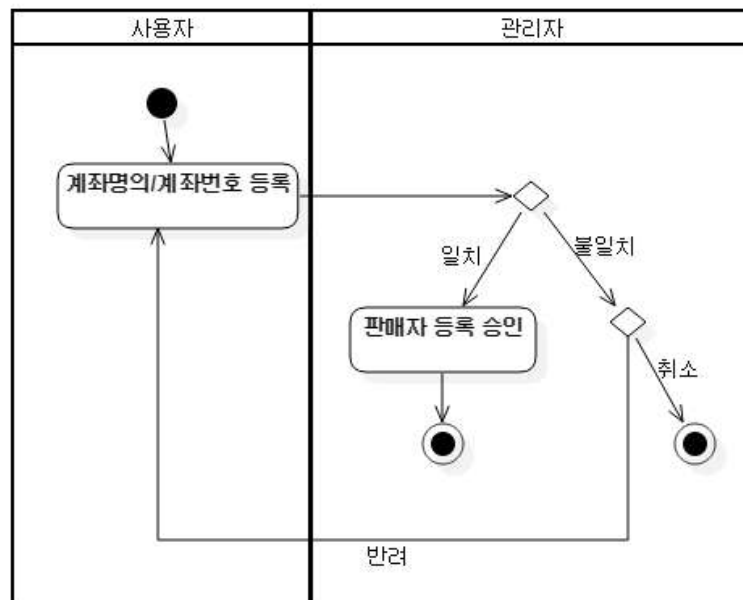 사용자
관리자
계좌명의/계좌번호 등록
일치
불일치
판매자 등록 승인
취소
반려